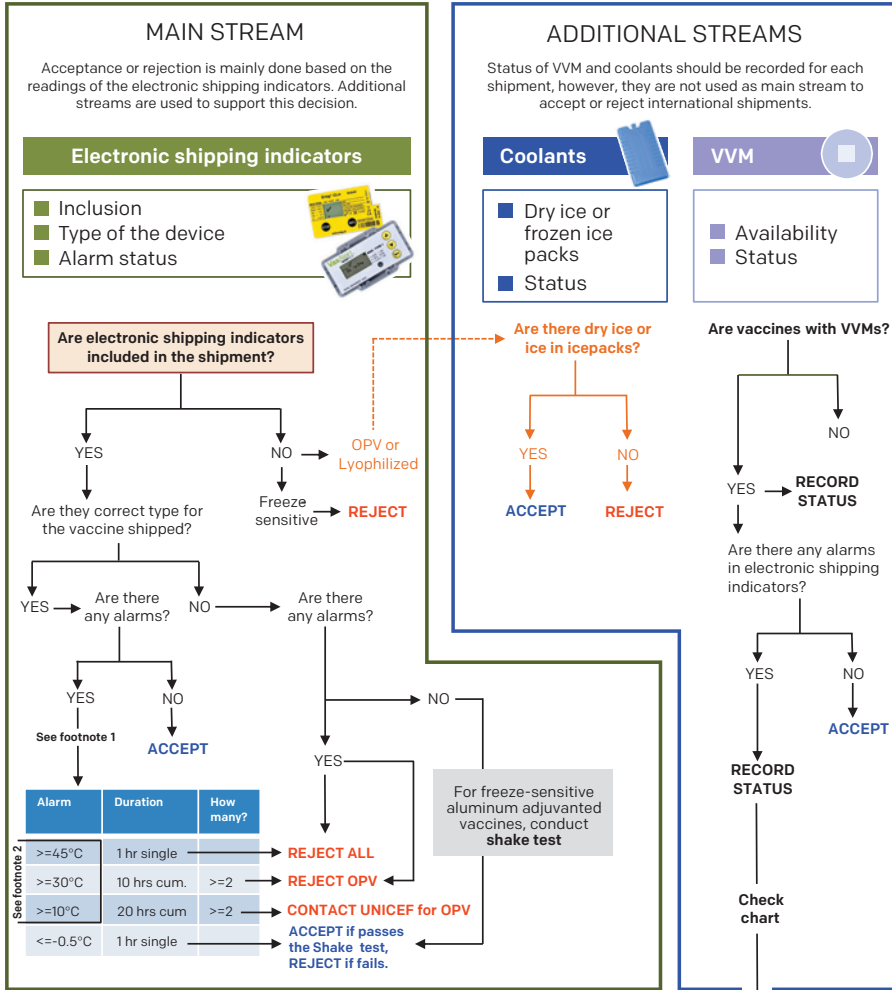 MAIN STREAM
Acceptance or rejection is mainly done based on the
readings of the electronic shipping indicators. Additional
streams are used to support this decision.
Electronic shipping indicators
Inclusion
Type of the device
Alarm status
Are electronic shipping indicators
included in the shipment?
YES
NO
OPV or
Lyophilized
Freeze
sensitive
REJECT
Are they correct type for
the vaccine shipped?
YES
Are there
any alarms?
NO
Are there
any alarms?
YES
NO
See footnote 1
ACCEPT
NO
YES
For freeze-sensitive
aluminum adjuvanted
vaccines, conduct
shake test
Alarm
Duration
How
many?
See footnote 2
>=45°C
1 hr single
REJECT ALL
>=30°C
10 hrs cum.
>=2
REJECT OPV
>=10°C
20 hrs cum
>=2
CONTACT UNICEF for OPV
<=-0.5°C
1 hr single
ACCEPT if passes
the Shake test,
REJECT if fails.
ADDITIONAL STREAMS
Status of VVM and coolants should be recorded for each
shipment, however, they are not used as main stream to
accept or reject international shipments.
Coolants
Dry ice or
frozen ice
packs
Status
Are there dry ice or
ice in icepacks?
YES
NO
ACCEPT
REJECT
VVM
Availability
Status
Are vaccines with VVMs?
NO
YES
RECORD
STATUS
Are there any alarms
in electronic shipping
indicators?
YES
NO
ACCEPT
RECORD
STATUS
Check
chart